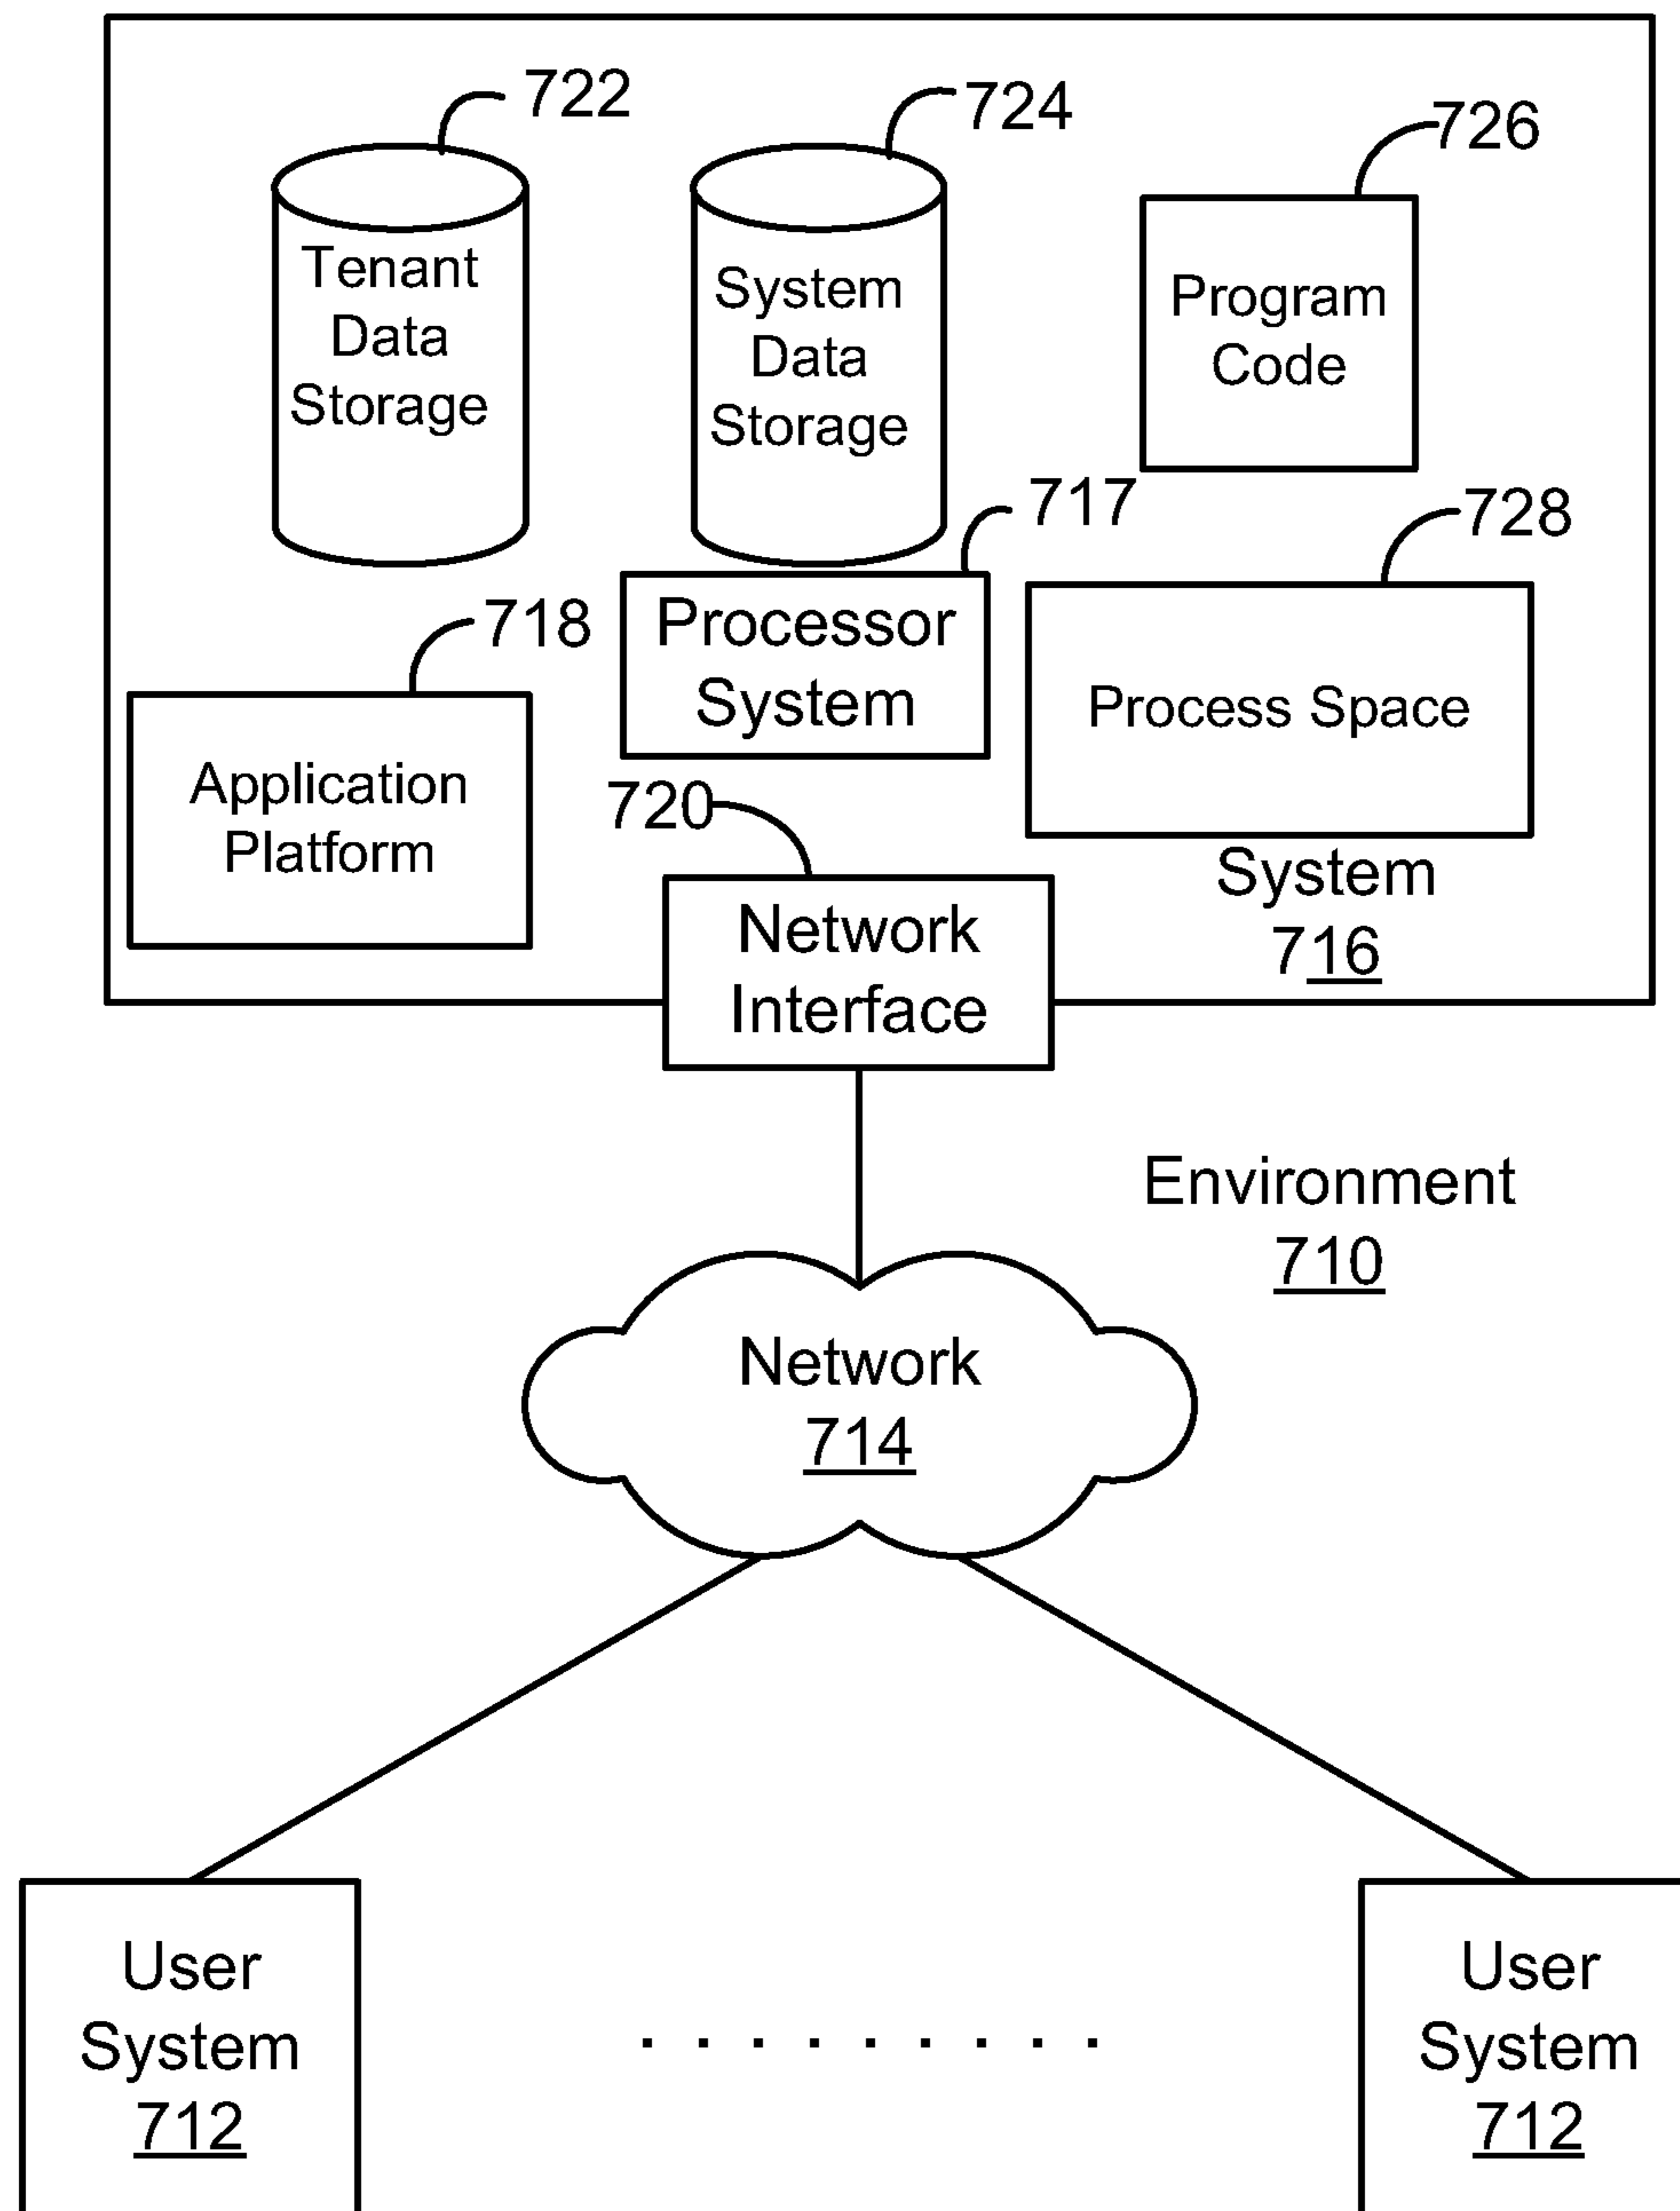 722
724
726
Tenant
Data
Storage
System
Data
Storage
Program
Code
717
728
718
Processor
System
Process Space
Application
Platform
720
System
716
Network
Interface
Environment
710
Network
714
User
System
712
. . . . . . . . .
User
System
712